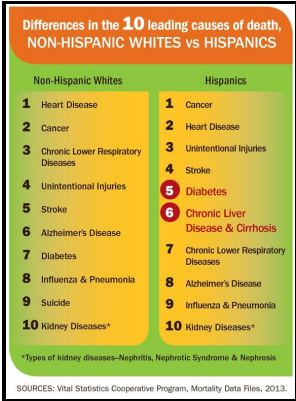 Differences in the 10 leading causes of death,
NON-HISPANIC WHITES vs HISPANICS
Non-Hispanic Whites
1 Heart Disease
2 Cancer
3 Chronic Lower Respiratory
Diseases
4 Unintentional Injuries
5 Stroke
6 Alzheimer's Disease
7 Diabetes
8 Influenza & Pneumonia
9 Suicide
10 Kidney Diseases*
Hispanics
1 Cancer
2 Heart Disease
3 Unintentional Injuries
4 Stroke
5 Diabetes
6 Chronic Liver
Disease & Cirrhosis
7 Chronic Lower Respiratory
Diseases
8 Alzheimer's Disease
9 Influenza & Pneumonia
10 Kidney Diseases*
*Types of kidney diseases–Nephritis, Nephrotic Syndrome & Nephrosis
SOURCES: Vital Statistics Cooperative Program, Mortality Data Files, 2013.